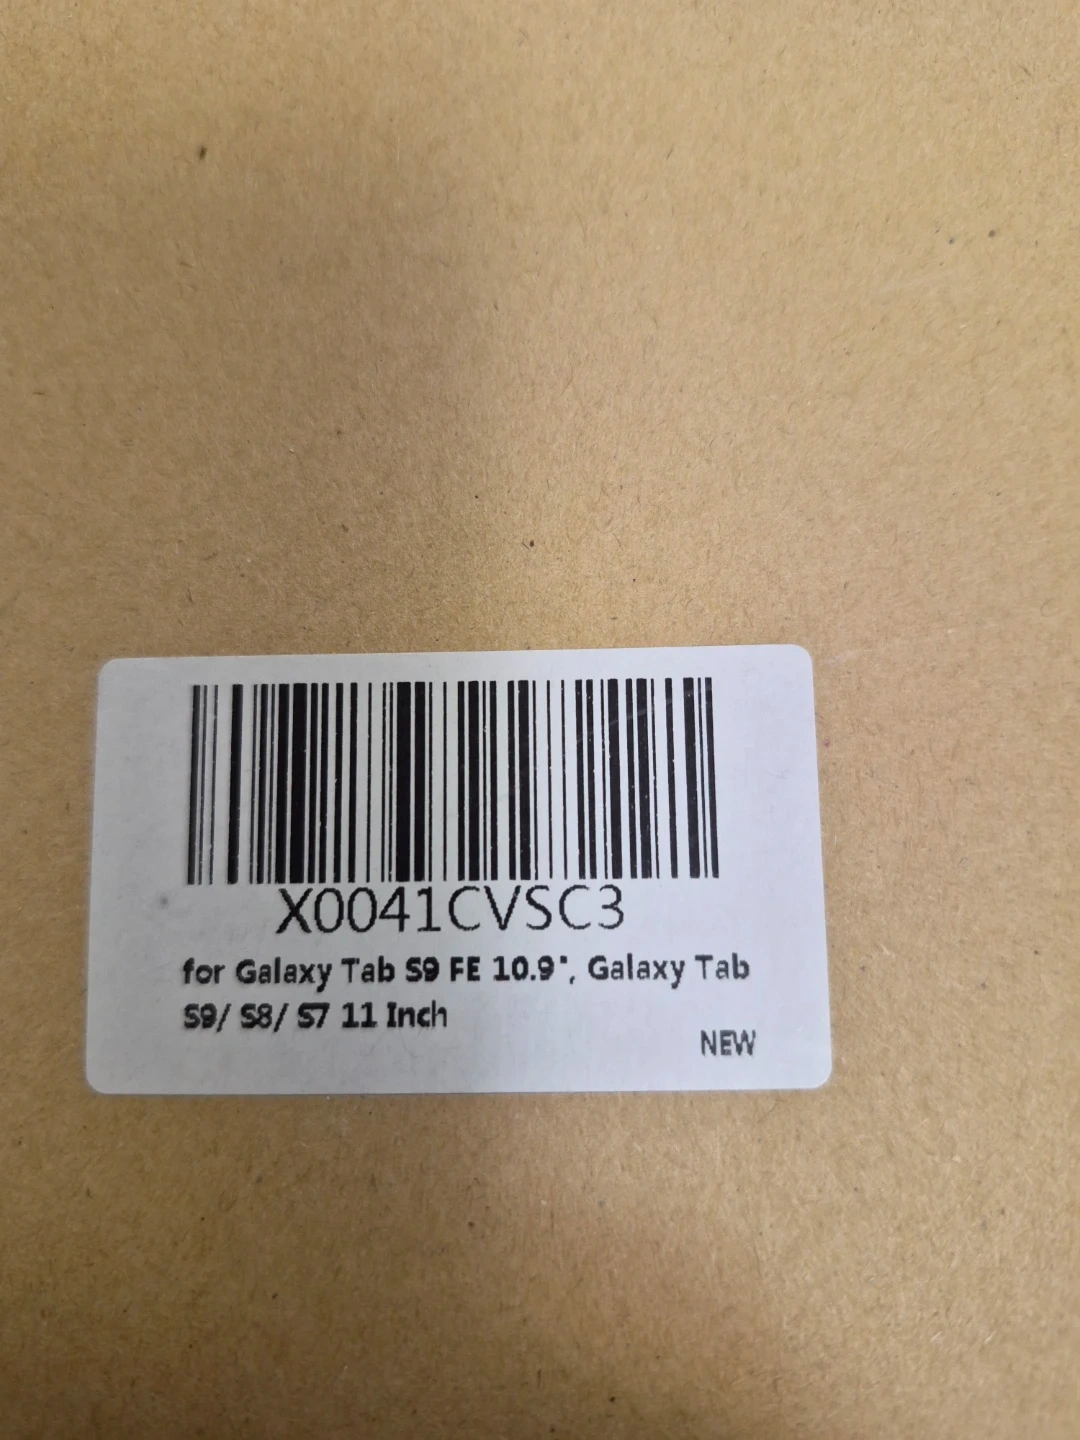 X0041CVSC3
for Galaxy Tab S9 FE 10.9", Galaxy Tab
S9/ S8/ S7 11 Inch
NEW